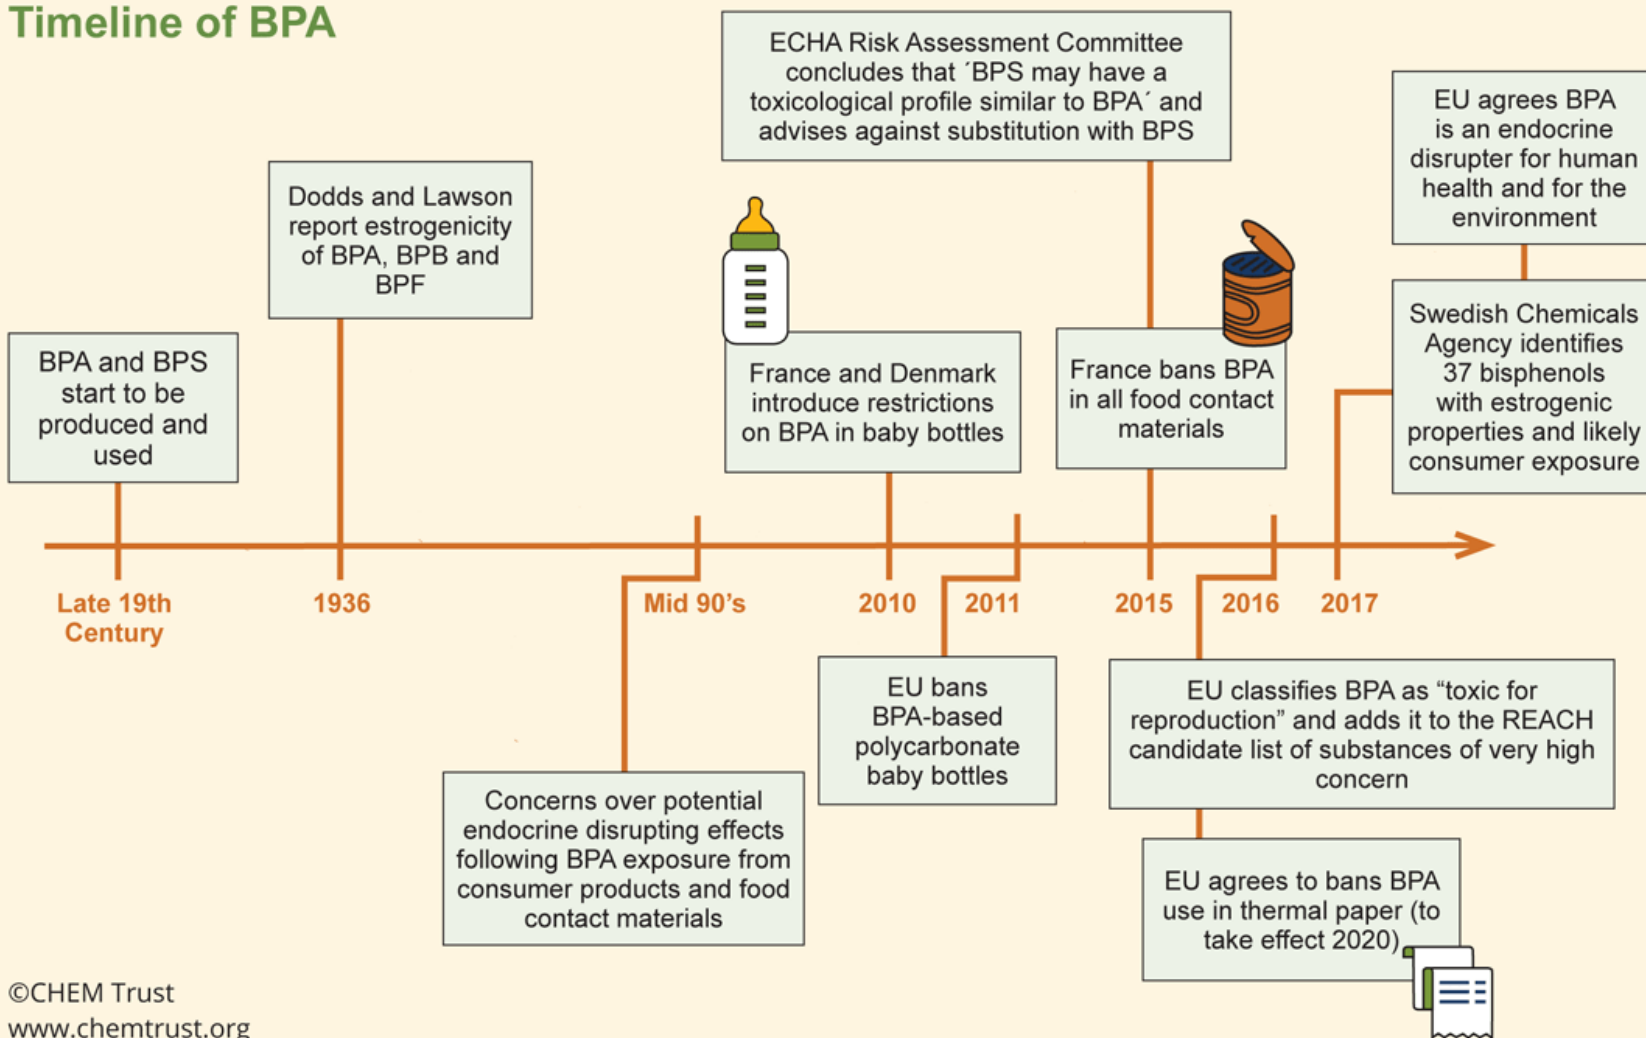 Timeline of BPA
ECHA Risk Assessment Committee
concludes that ´BPS may have a
toxicological profile similar to BPA´ and
advises against substitution with BPS
EU agrees BPA
is an endocrine
disrupter for human
health and for the
environment
Dodds and Lawson
report estrogenicity
of BPA, BPB and
BPF
Swedish Chemicals
Agency identifies
37 bisphenols
with estrogenic
properties and likely
consumer exposure
BPA and BPS
start to be
produced and
used
France and Denmark
introduce restrictions
on BPA in baby bottles
France bans BPA
in all food contact
materials
Late 19th
Century
1936
Mid 90’s
2010
2011
2015
2016
2017
Concerns over potential
endocrine disrupting effects
following BPA exposure from
consumer products and food
contact materials
EU bans
BPA-based
polycarbonate
baby bottles
EU classifies BPA as “toxic for
reproduction” and adds it to the REACH
candidate list of substances of very high
concern
EU agrees to bans BPA
use in thermal paper (to
take effect 2020)
©CHEM Trust
www.chemtrust.org